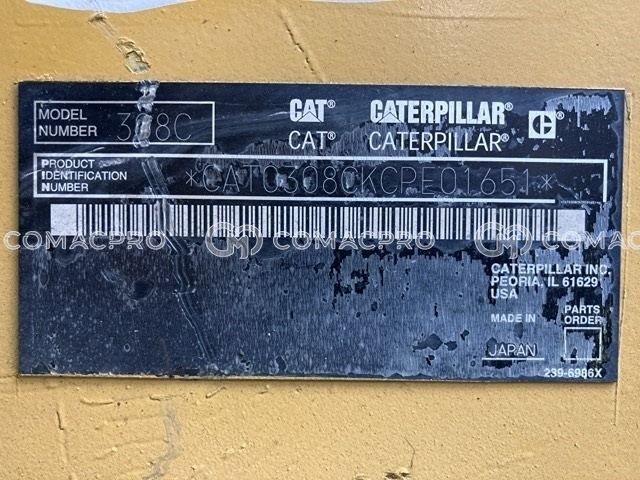 MODEL NUMBER 308C
CAT® CATERPILLAR®
CAT® CATERPILLAR®
PRODUCT IDENTIFICATION NUMBER *CAT0308CKCPE01651*
COMACPRO COMACPRO COMACPRO
CATERPILLAR INC.
PEORIA, IL 61629
USA
MADE IN
JAPAN
PARTS ORDER
239-6986X